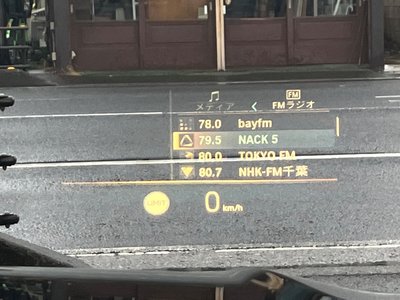 FM
メディア < FMラジオ
78.0 bayfm
79.5 NACK 5
80.0 TOKYO FM
80.7 NHK-FM千葉
LIMIT 0 km/h